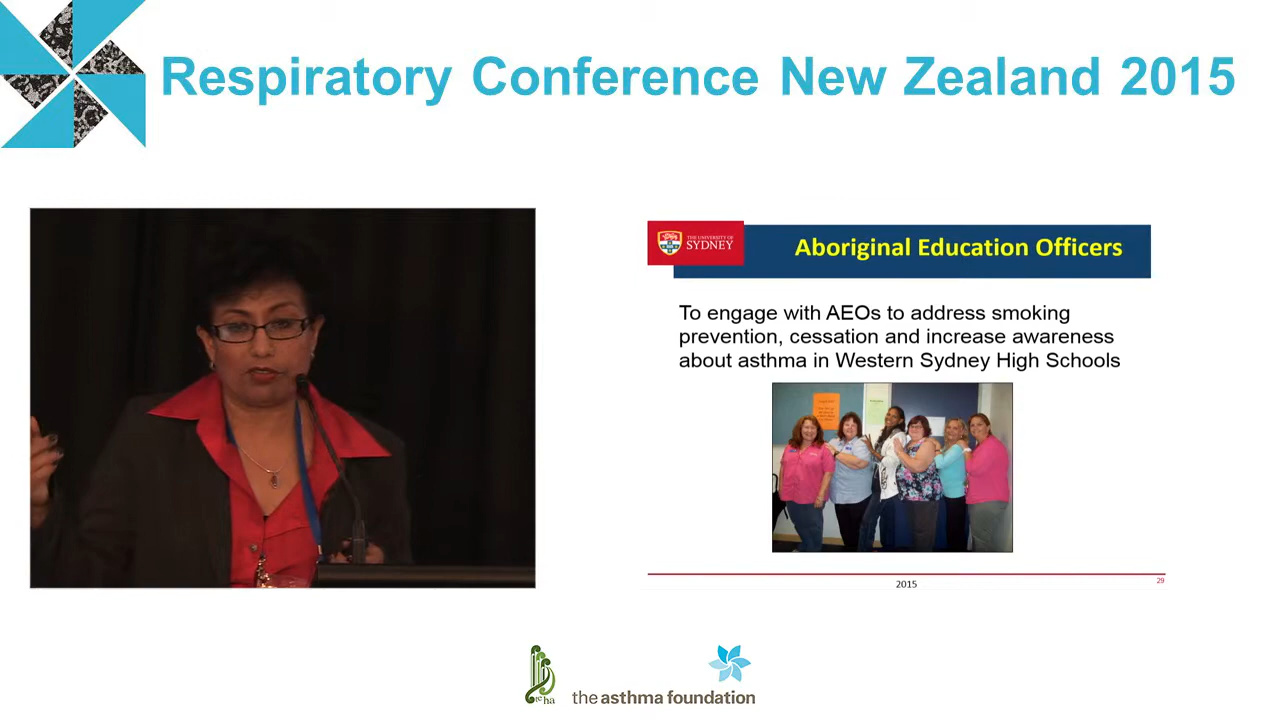 Respiratory Conference New Zealand 2015
THE UNIVERSITY OF
SYDNEY
Aboriginal Education Officers
To engage with AEOs to address smoking
prevention, cessation and increase awareness
about asthma in Western Sydney High Schools
2015
29
the asthma foundation